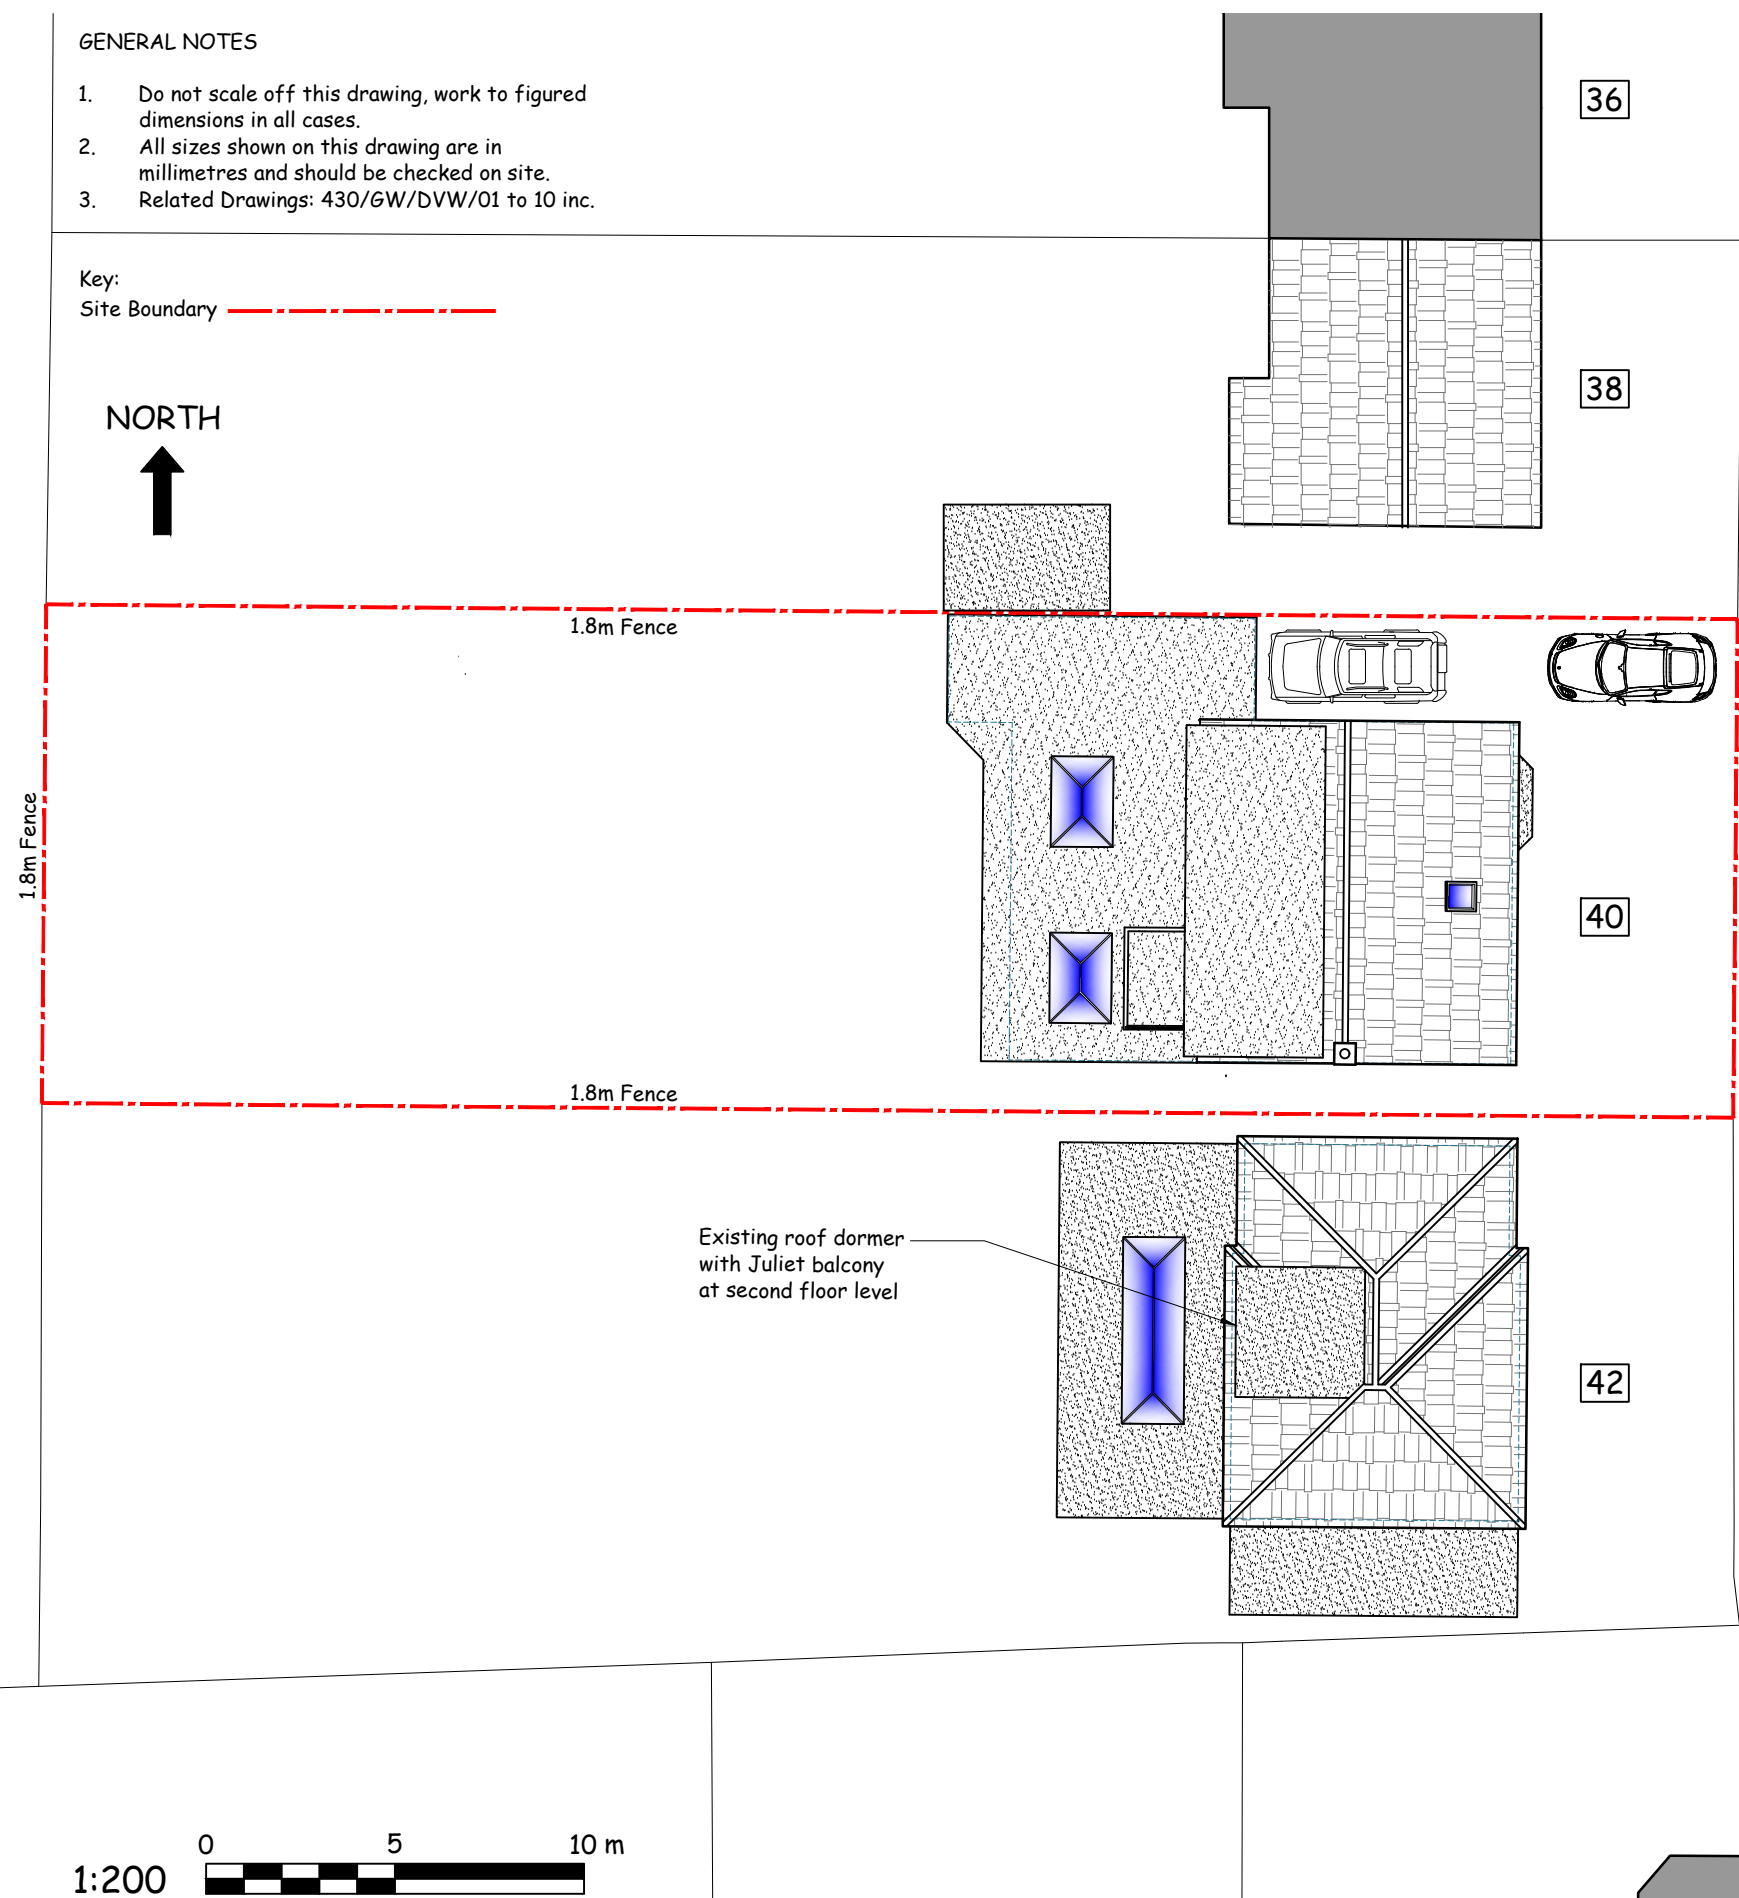 GENERAL NOTES
1. Do not scale off this drawing, work to figured
dimensions in all cases.
2. All sizes shown on this drawing are in
millimetres and should be checked on site.
3. Related Drawings: 430/GW/DVW/01 to 10 inc.
36
Key:
Site Boundary
38
NORTH
1.8m Fence
1.8m Fence
40
1.8m Fence
Existing roof dormer
with Juliet balcony
at second floor level
42
0 5 10 m
1:200